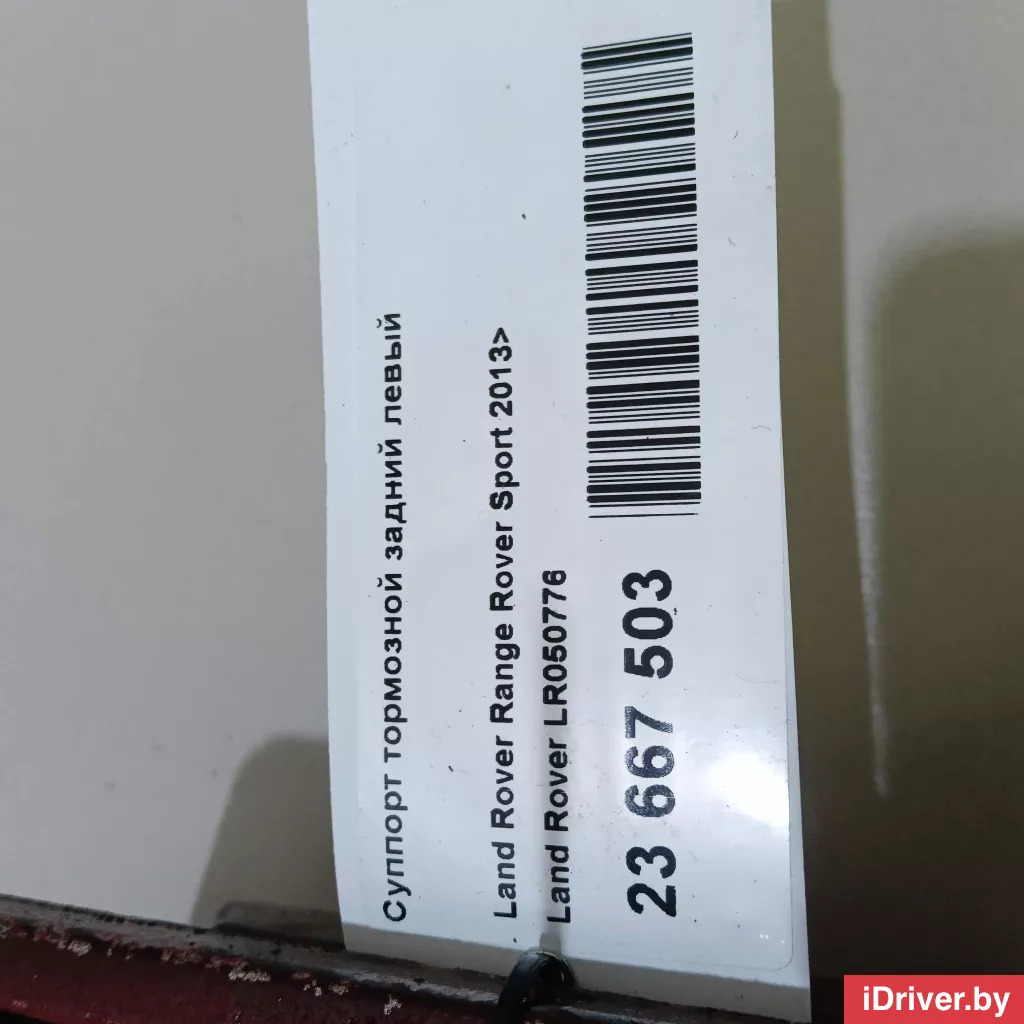 Суппорт тормозной задний левый
Land Rover Range Rover Sport 2013>
Land Rover LR050776
23 667 503
iDriver.by